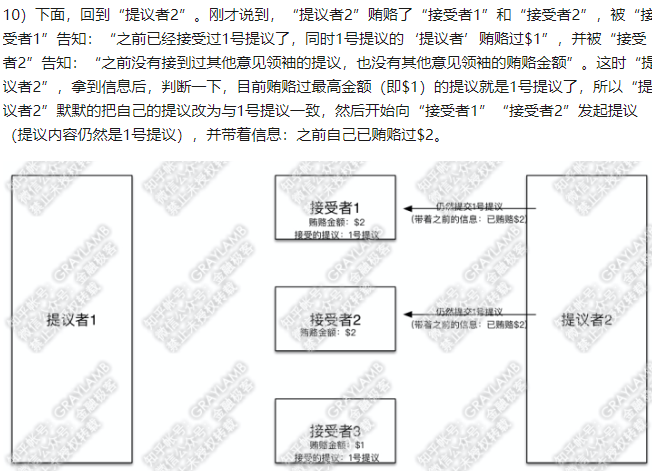 10）下面，回到“提议者2”。刚才说到，“提议者2”贿赂了“接受者1”和“接受者2”，被“接
受者1”告知：“之前已经接受过1号提议了，同时1号提议的‘提议者’贿赂过$1”，并被“接受
者2”告知：“之前没有接到过其他意见领袖的提议，也没有其他意见领袖的贿赂金额”。这时“提
议者2”，拿到信息后，判断一下，目前贿赂过最高金额（即$1）的提议就是1号提议了，所以“提
议者2”默默的把自己的提议改为与1号提议一致，然后开始向“接受者1”“接受者2”发起提议
（提议内容仍然是1号提议），并带着信息：之前自己已贿赂过$2。
提议者1
接受者1
贿赂金额：$2
接受的提议：1号提议
仍然提交1号提议
(带着之前的信息：已贿赂$2)
接受者2
贿赂金额：$2
仍然提交1号提议
(带着之前的信息：已贿赂$2)
提议者2
接受者3
贿赂金额：$1
接受的提议：1号提议
GRAYLAMB